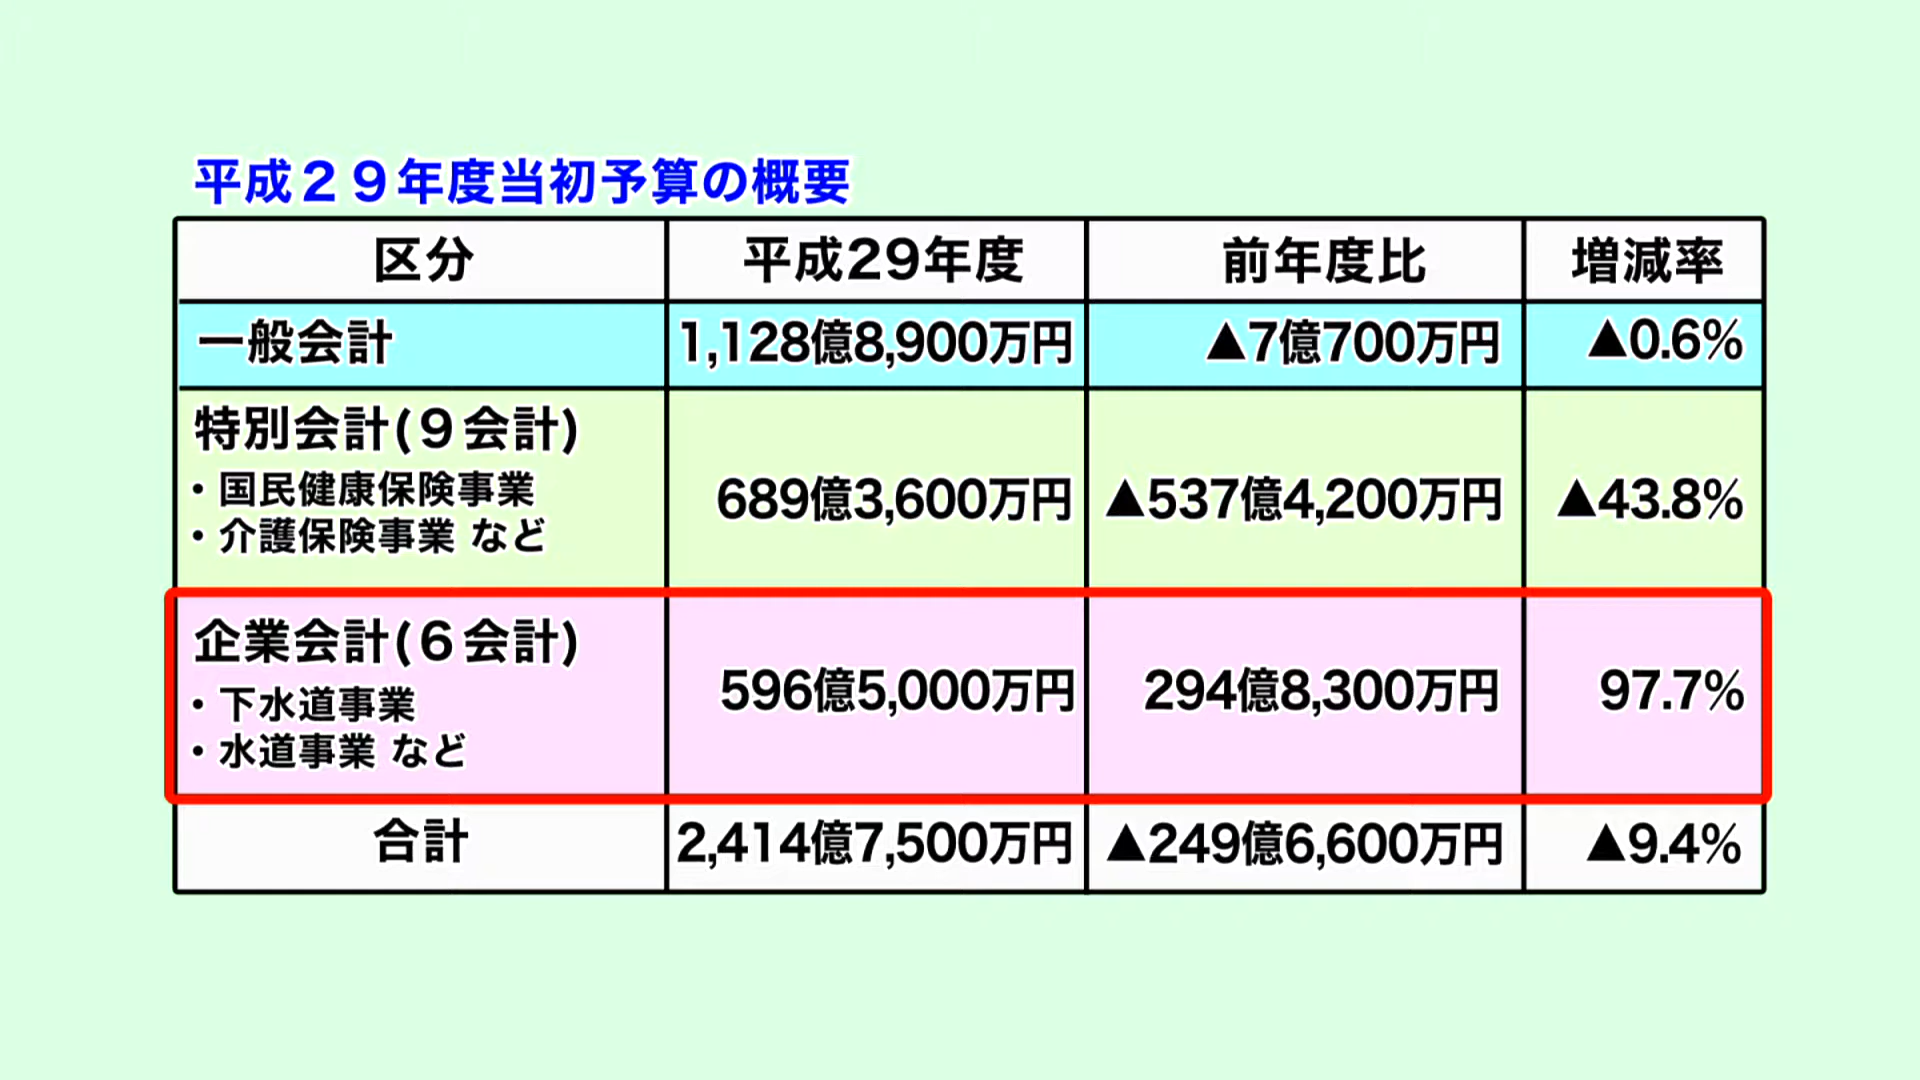 平成２９年度当初予算の概要
区分 平成29年度 前年度比 増減率
一般会計 1,128億8,900万円 ▲7億700万円 ▲0.6%
特別会計(９会計)
・国民健康保険事業
・介護保険事業 など
689億3,600万円 ▲537億4,200万円 ▲43.8%
企業会計(６会計)
・下水道事業
・水道事業 など
596億5,000万円 294億8,300万円 97.7%
合計 2,414億7,500万円 ▲249億6,600万円 ▲9.4%